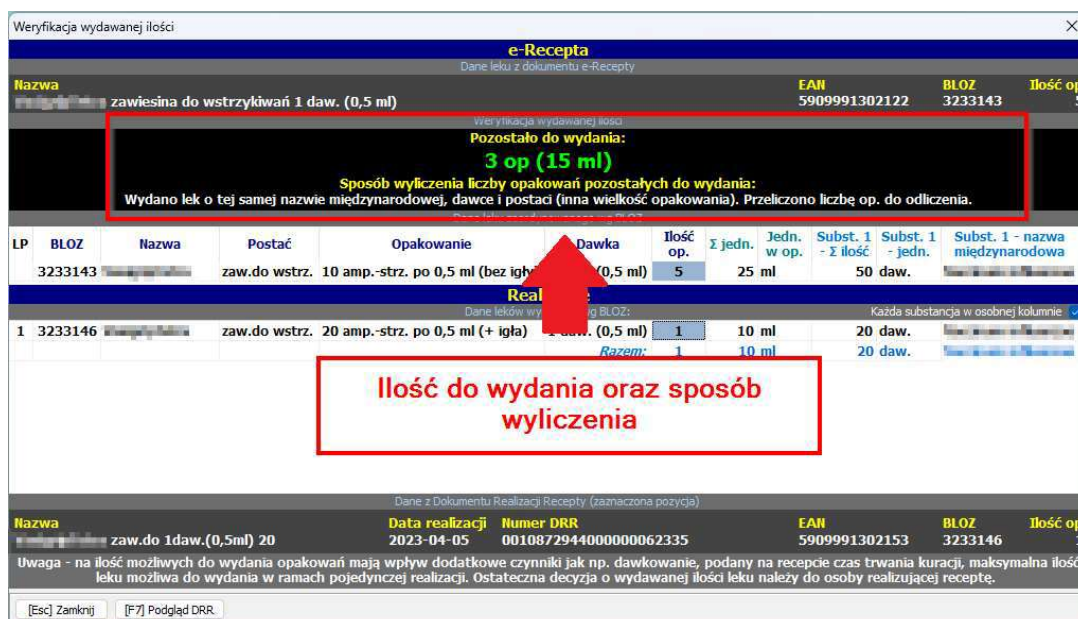 Weryfikacja wydawanej ilości
e-Recepta
Dane leku z dokumentu e-Recepty
Nazwa EAN BLOZ Ilość op
zawiesina do wstrzykiwań 1 daw. (0,5 ml) 5909991302122 3233143
Weryfikacja wydawanej ilości
Pozostało do wydania:
3 op (15 ml)
Sposób wyliczenia liczby opakowań pozostałych do wydania:
Wydano lek o tej samej nazwie międzynarodowej, dawce i postaci (inna wielkość opakowania). Przeliczono liczbę op. do odliczenia.
LP BLOZ Nazwa Postać Opakowanie Dawka Ilość op. Σ jedn. Jedn. w op. Subst. 1 - Σ ilość Subst. 1 - jedn. Subst. 1 - nazwa międzynarodowa
3233143 zaw.do wstrz. 10 amp.-strz. po 0,5 ml (bez igły (0,5 ml) 5 25 ml 50 daw.
Real
Dane leków wy g BLOZ: Każda substancja w osobnej kolumnie
1 3233146 zaw.do wstrz. 20 amp.-strz. po 0,5 ml (+ igła) 1 daw. (0,5 ml) 1 10 ml 20 daw.
Razem: 1 10 ml 20 daw.
Ilość do wydania oraz sposób
wyliczenia
Dane z Dokumentu Realizacji Recepty (zaznaczona pozycja)
Nazwa Data realizacji Numer DRR EAN BLOZ Ilość op
zaw.do 1daw.(0,5ml) 20 2023-04-05 0010872944000000062335 5909991302153 3233146
Uwaga - na ilość możliwych do wydania opakowań mają wpływ dodatkowe czynniki jak np. dawkowanie, podany na recepcie czas trwania kuracji, maksymalna ilość
leku możliwa do wydania w ramach pojedynczej realizacji. Ostateczna decyzja o wydawanej ilości leku należy do osoby realizującej receptę.
[Esc] Zamknij [F7] Podgląd DRR